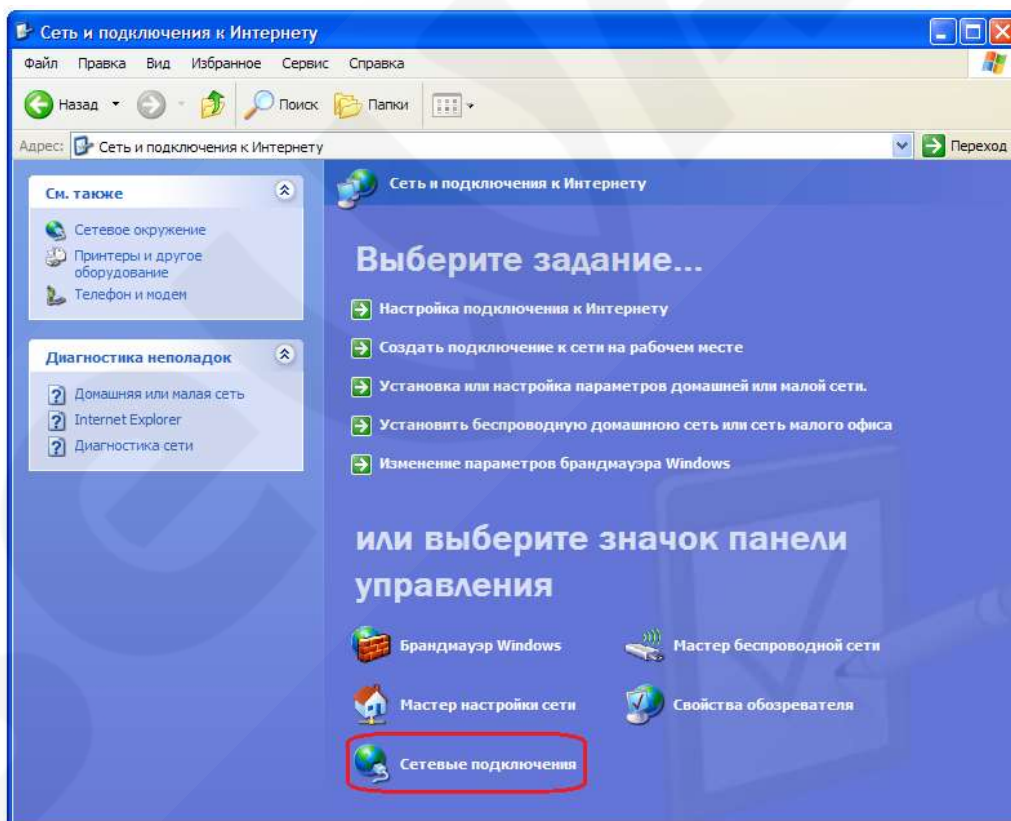 Сеть и подключения к Интернету
Файл Правка Вид Избранное Сервис Справка
Назад Поиск Папки
Адрес: Сеть и подключения к Интернету Переход
См. также
Сетевое окружение
Принтеры и другое
оборудование
Телефон и модем
Диагностика неполадок
Домашняя или малая сеть
Internet Explorer
Диагностика сети
Сеть и подключения к Интернету
Выберите задание...
Настройка подключения к Интернету
Создать подключение к сети на рабочем месте
Установка или настройка параметров домашней или малой сети.
Установить беспроводную домашнюю сеть или сеть малого офиса
Изменение параметров брандмауэра Windows
или выберите значок панели
управления
Брандмауэр Windows Мастер беспроводной сети
Мастер настройки сети Свойства обозревателя
Сетевые подключения